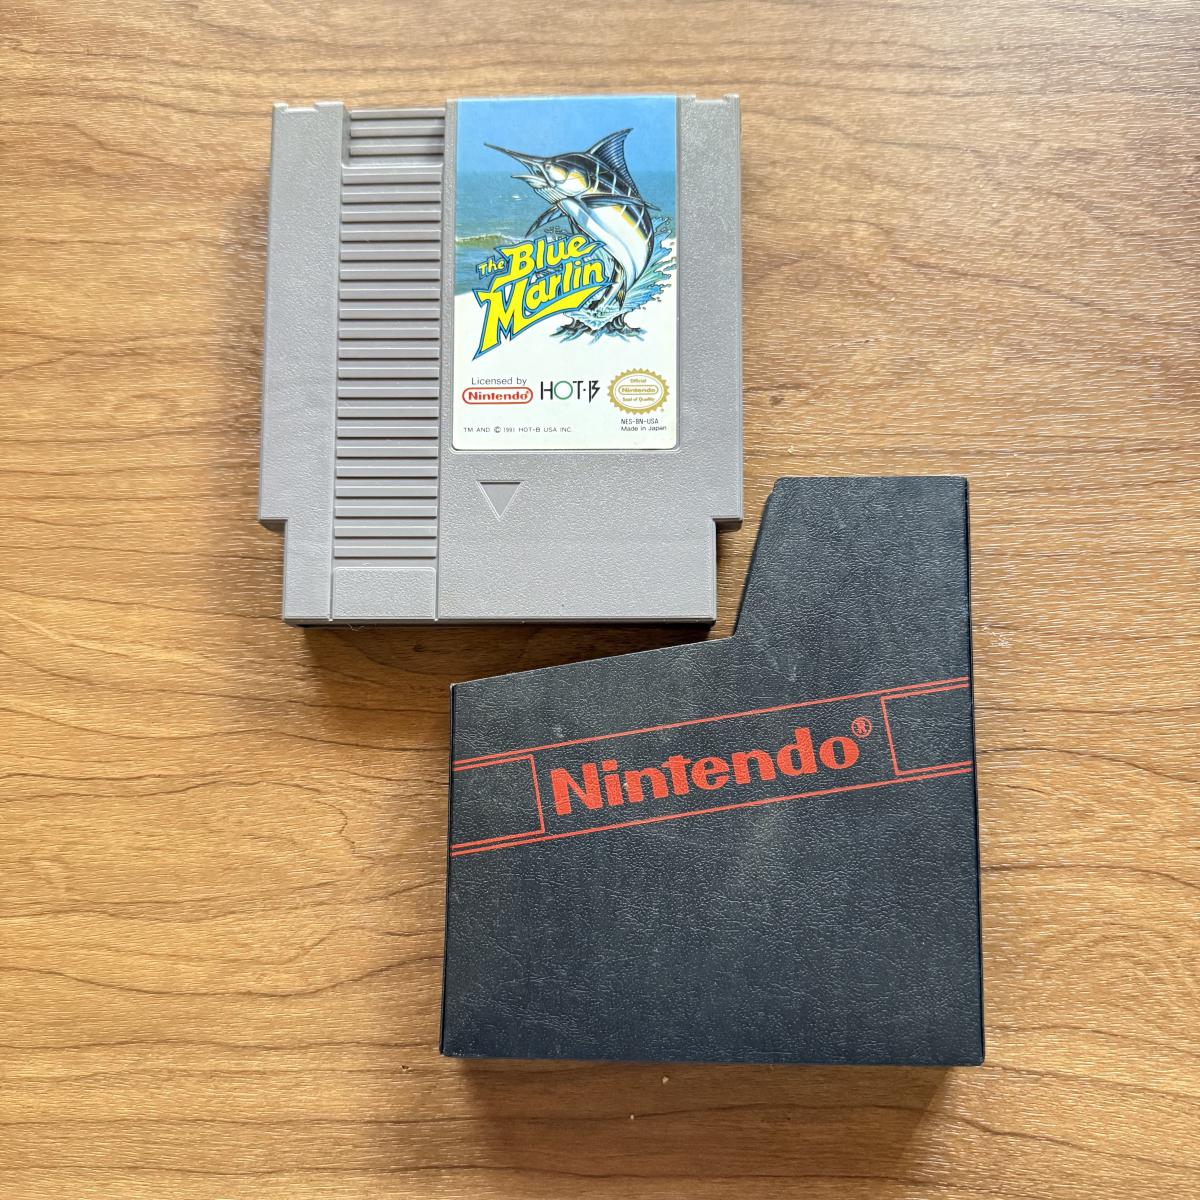 The Blue
Marlin
Licensed by
Nintendo®
HOT·B
Official
Nintendo
Seal of Quality
TM AND © 1991 HOT-B USA INC.
NES-8N-USA
Made in Japan
Nintendo®